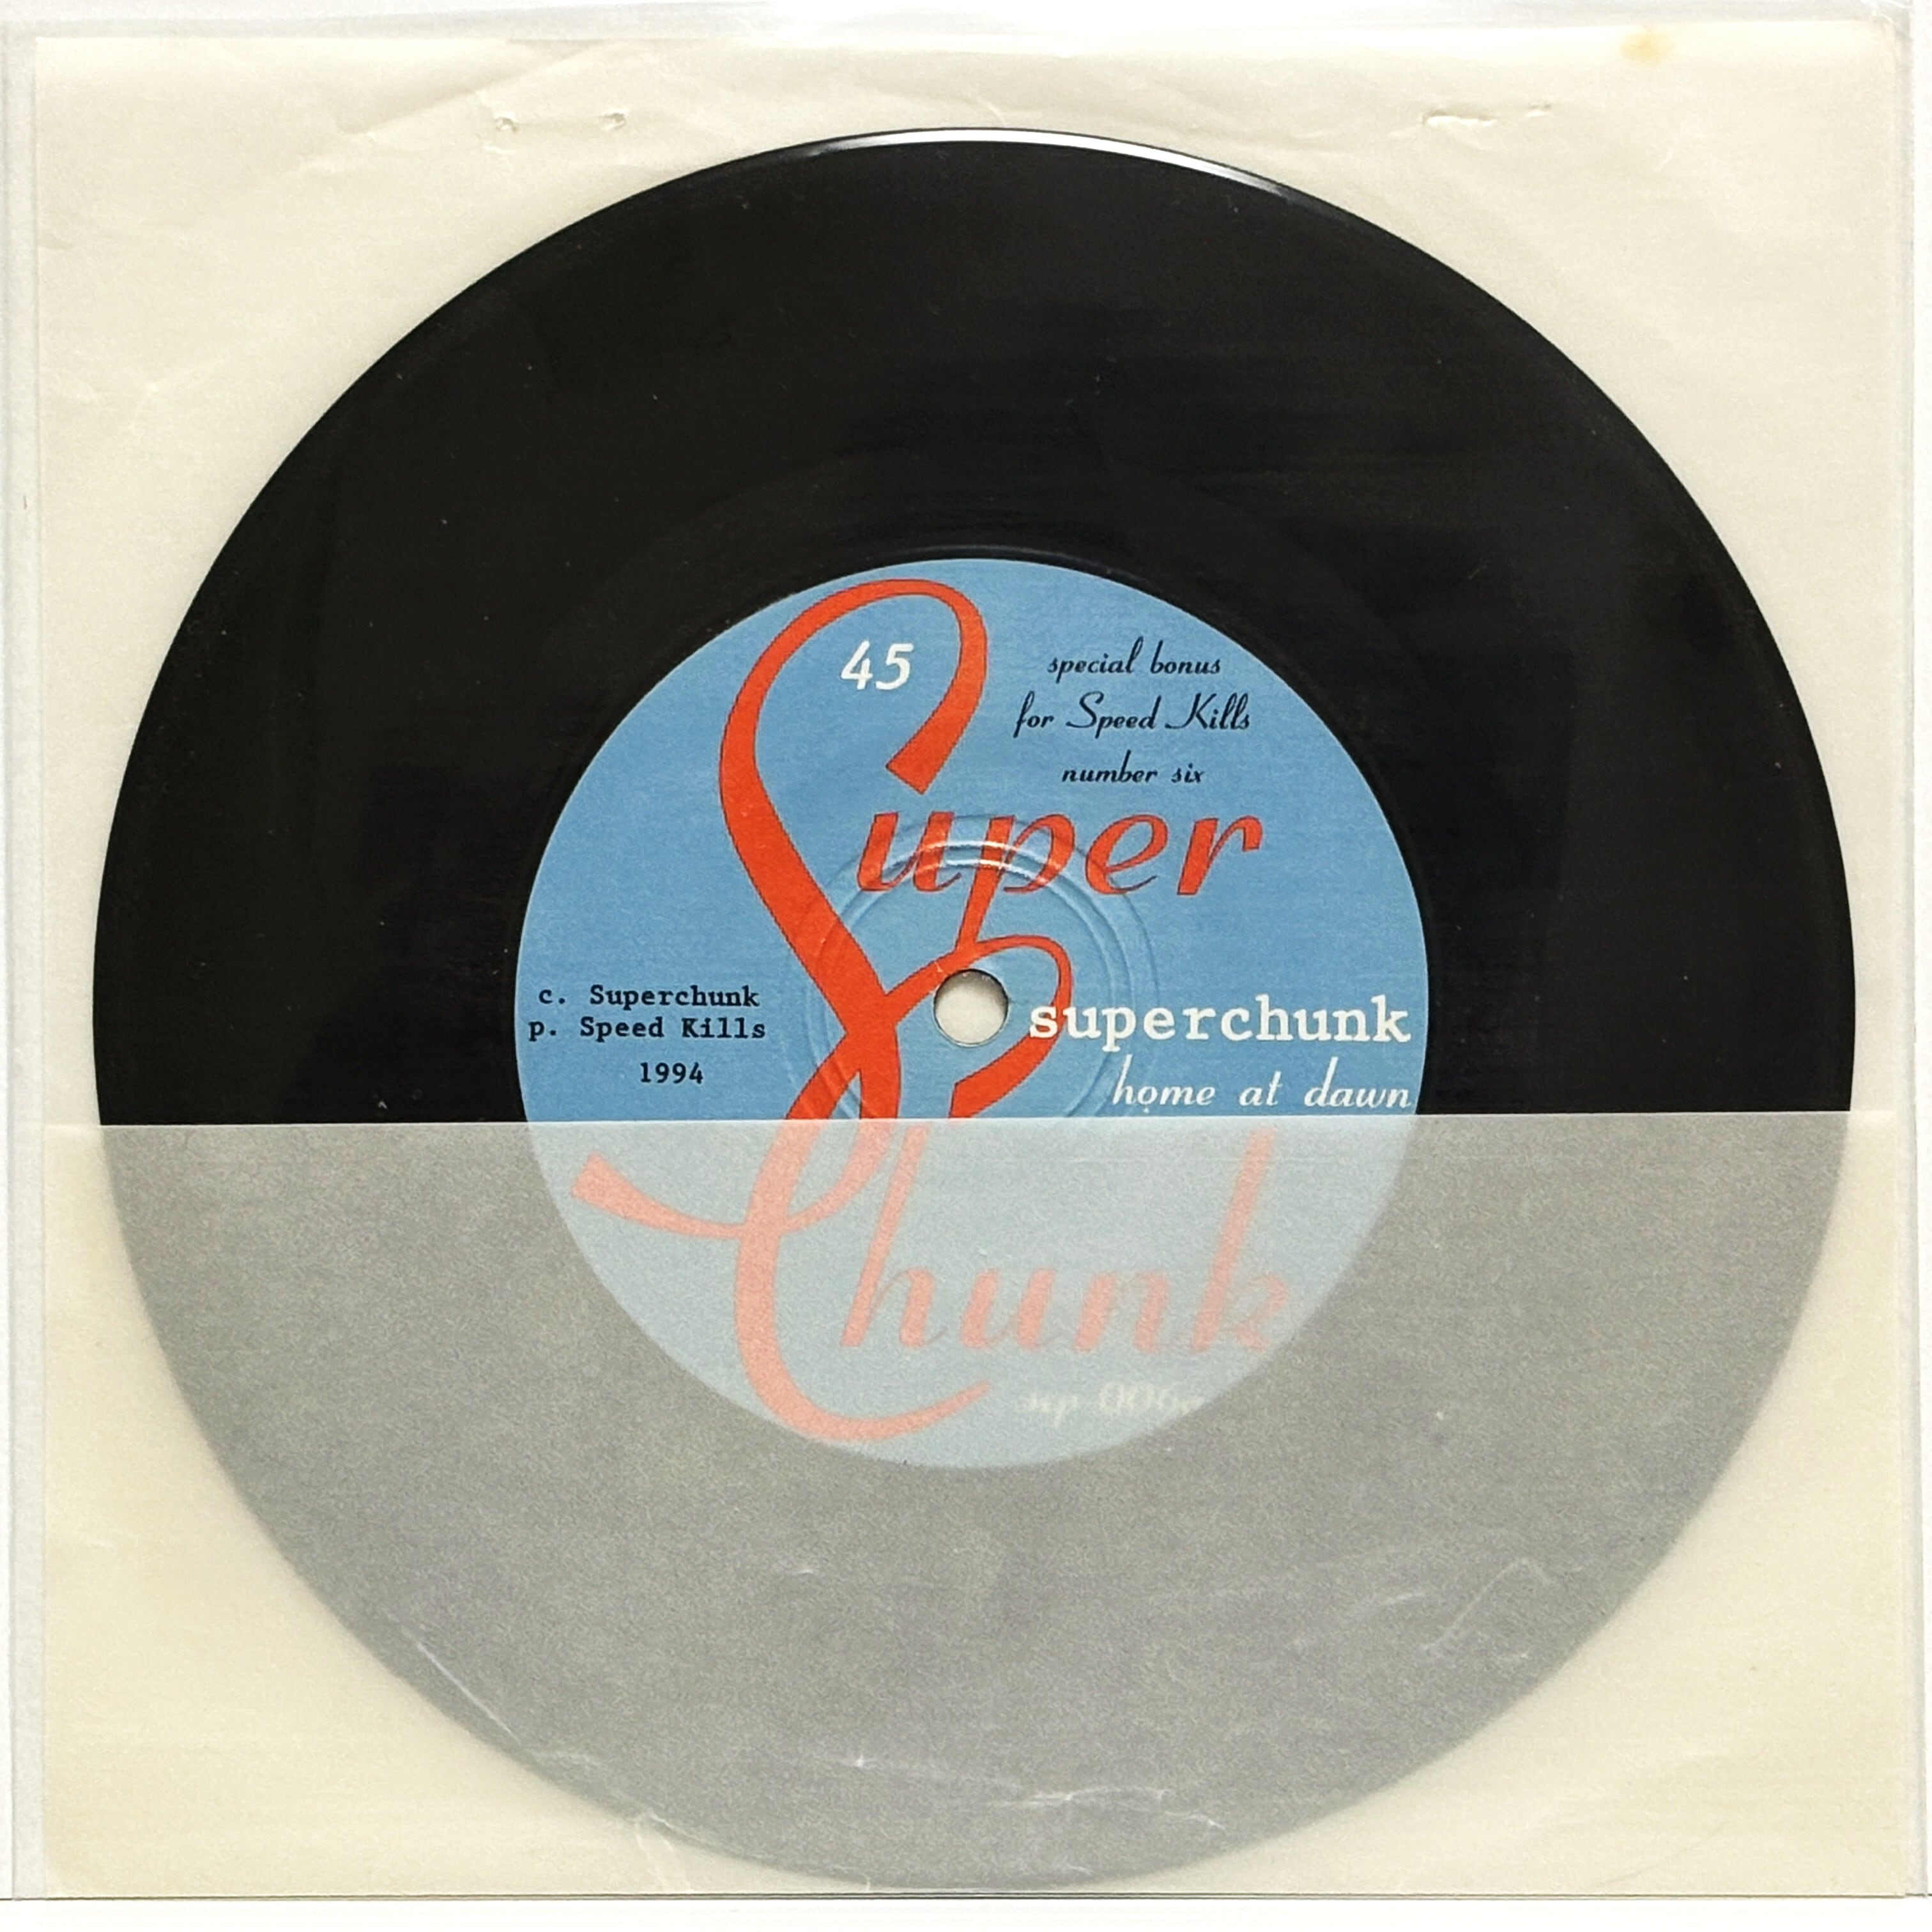 45
special bonus
for Speed Kills
number six
Super
c. Superchunk
p. Speed Kills
1994
superchunk
home at dawn
Chunk